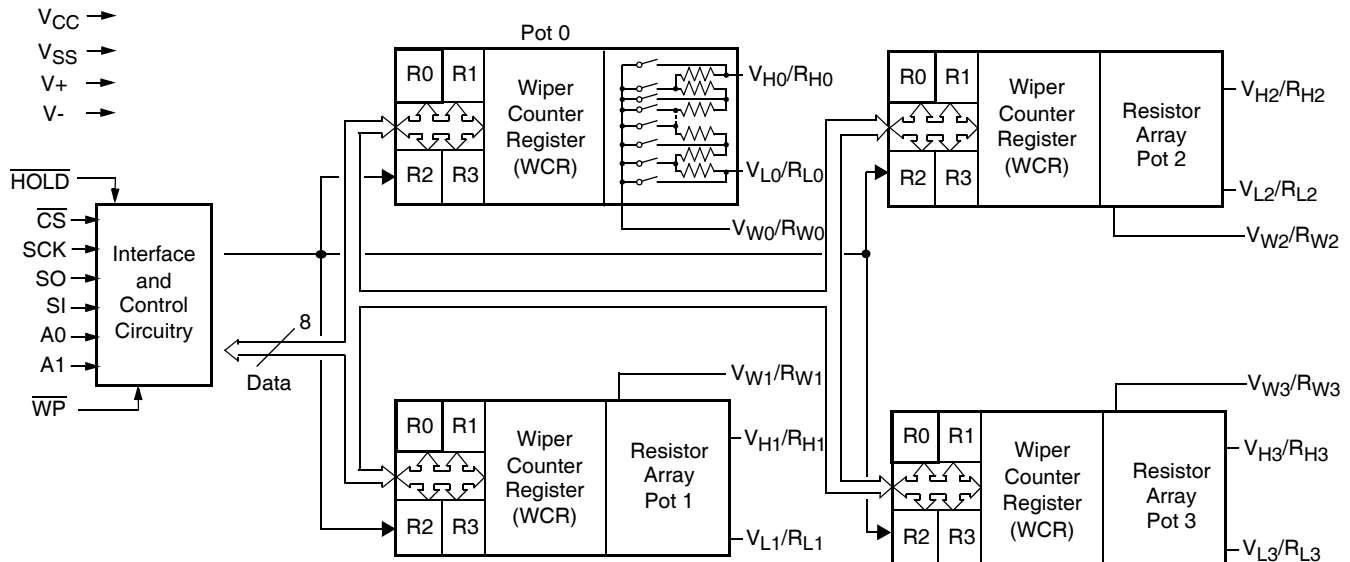 VCC
VSS
V+
V-
HOLD
CS
SCK
SO
SI
A0
A1
WP
Interface
and
Control
Circuitry
8
Data
Pot 0
R0 R1
R2 R3
Wiper
Counter
Register
(WCR)
VH0/RH0
VL0/RL0
VW0/RW0
R0 R1
R2 R3
Wiper
Counter
Register
(WCR)
Resistor
Array
Pot 2
VH2/RH2
VL2/RL2
VW2/RW2
R0 R1
R2 R3
Wiper
Counter
Register
(WCR)
Resistor
Array
Pot 1
VW1/RW1
VH1/RH1
VL1/RL1
R0 R1
R2 R3
Wiper
Counter
Register
(WCR)
Resistor
Array
Pot 3
VW3/RW3
VH3/RH3
VL3/RL3